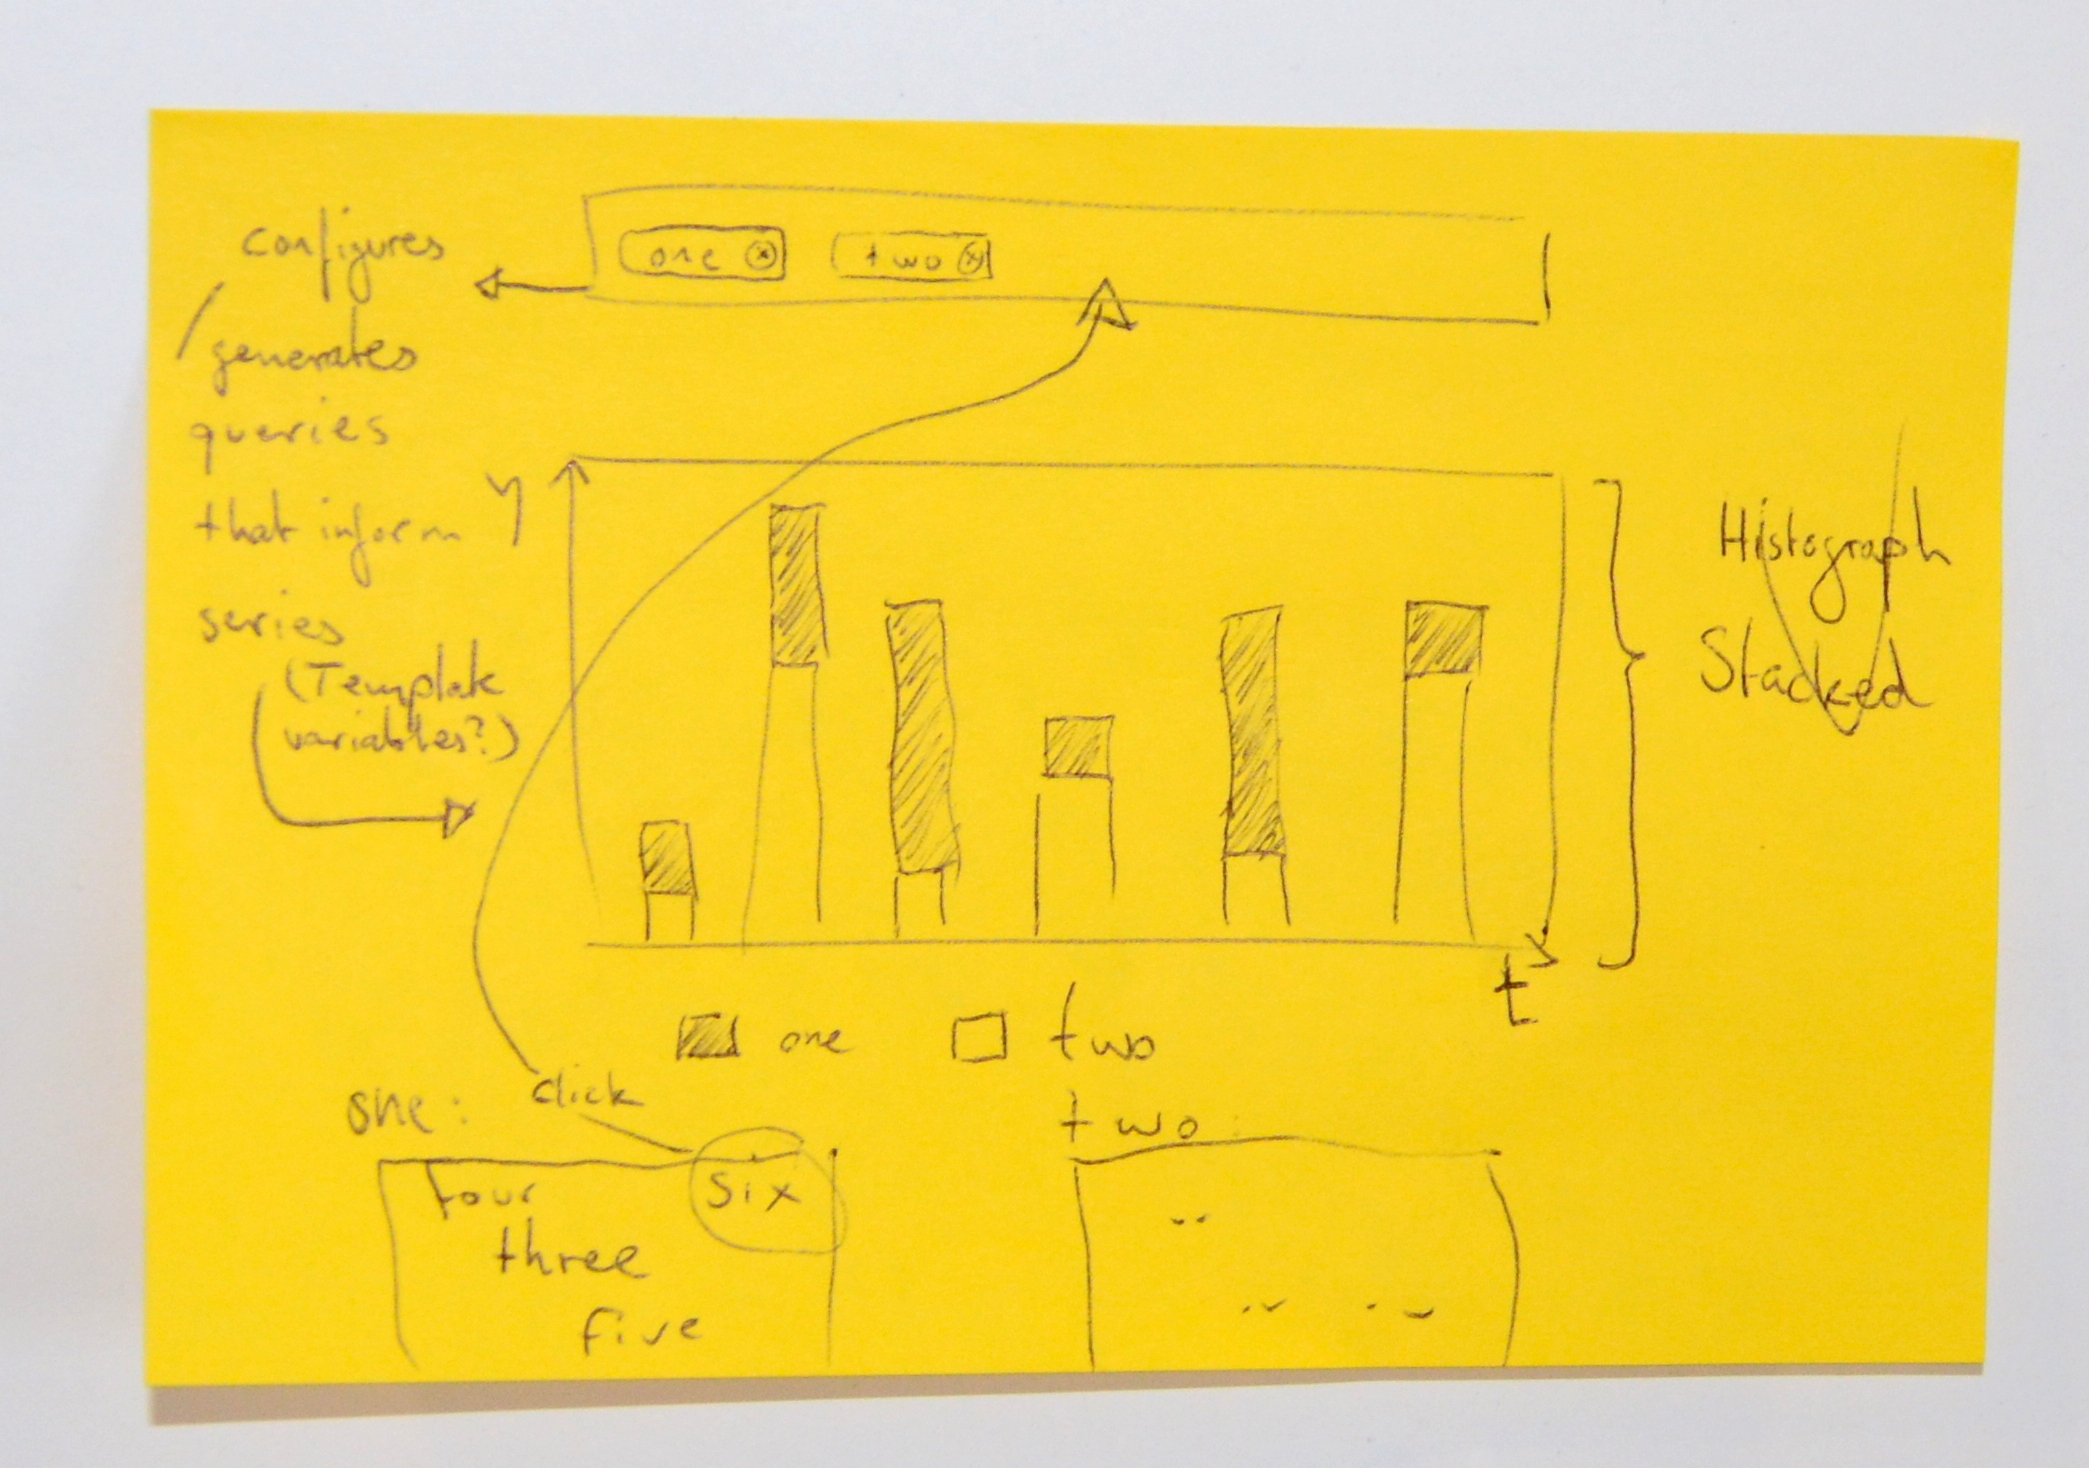 configures
/generates
queries
that inform
series
(Template
variables?)
one ⓧ two ⓧ
y
Histograph
Stacked
t
one two
one:
click
two:
four six
three
five